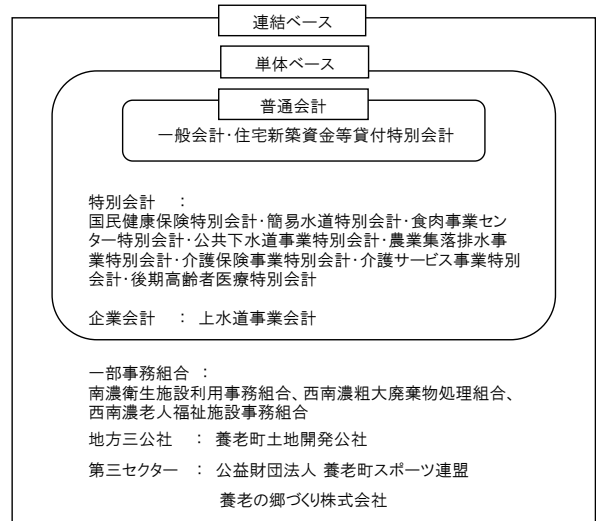 連結ベース
単体ベース
普通会計
一般会計・住宅新築資金等貸付特別会計
特別会計　：
国民健康保険特別会計・簡易水道特別会計・食肉事業セン
ター特別会計・公共下水道事業特別会計・農業集落排水事
業特別会計・介護保険事業特別会計・介護サービス事業特別
会計・後期高齢者医療特別会計
企業会計　：　上水道事業会計
一部事務組合　：
南濃衛生施設利用事務組合、西南濃粗大廃棄物処理組合、
西南濃老人福祉施設事務組合
地方三公社　：　養老町土地開発公社
第三セクター　：　公益財団法人 養老町スポーツ連盟
養老の郷づくり株式会社